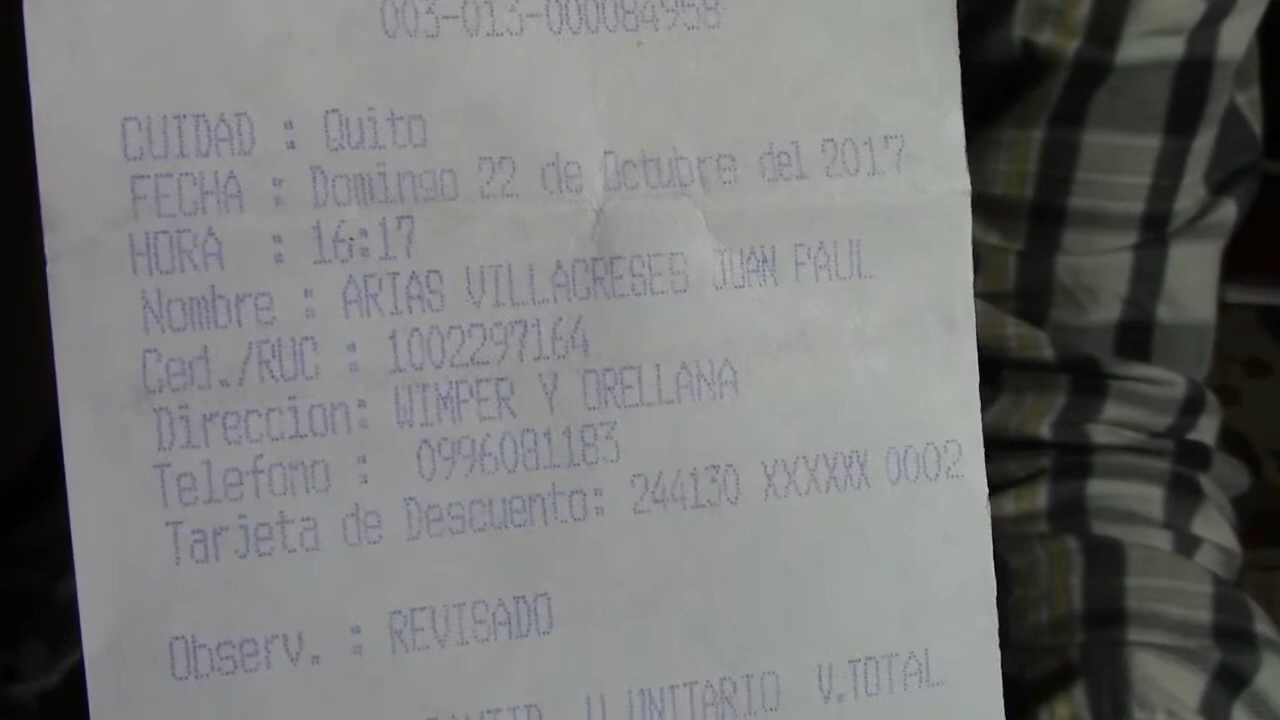 003-013-000084958
CUIDAD : Quito
FECHA : Domingo 22 de Octubre del 2017
HORA : 16:17
Nombre : ARIAS VILLACRESES JUAN PAUL
Ced./RUC : 1002297164
Direccion: WIMPER Y ORELLANA
Telefono : 0996081183
Tarjeta de Descuento: 244130 XXXXXX 0002
Observ. : REVISADO
U.UNITARIO V.TOTAL